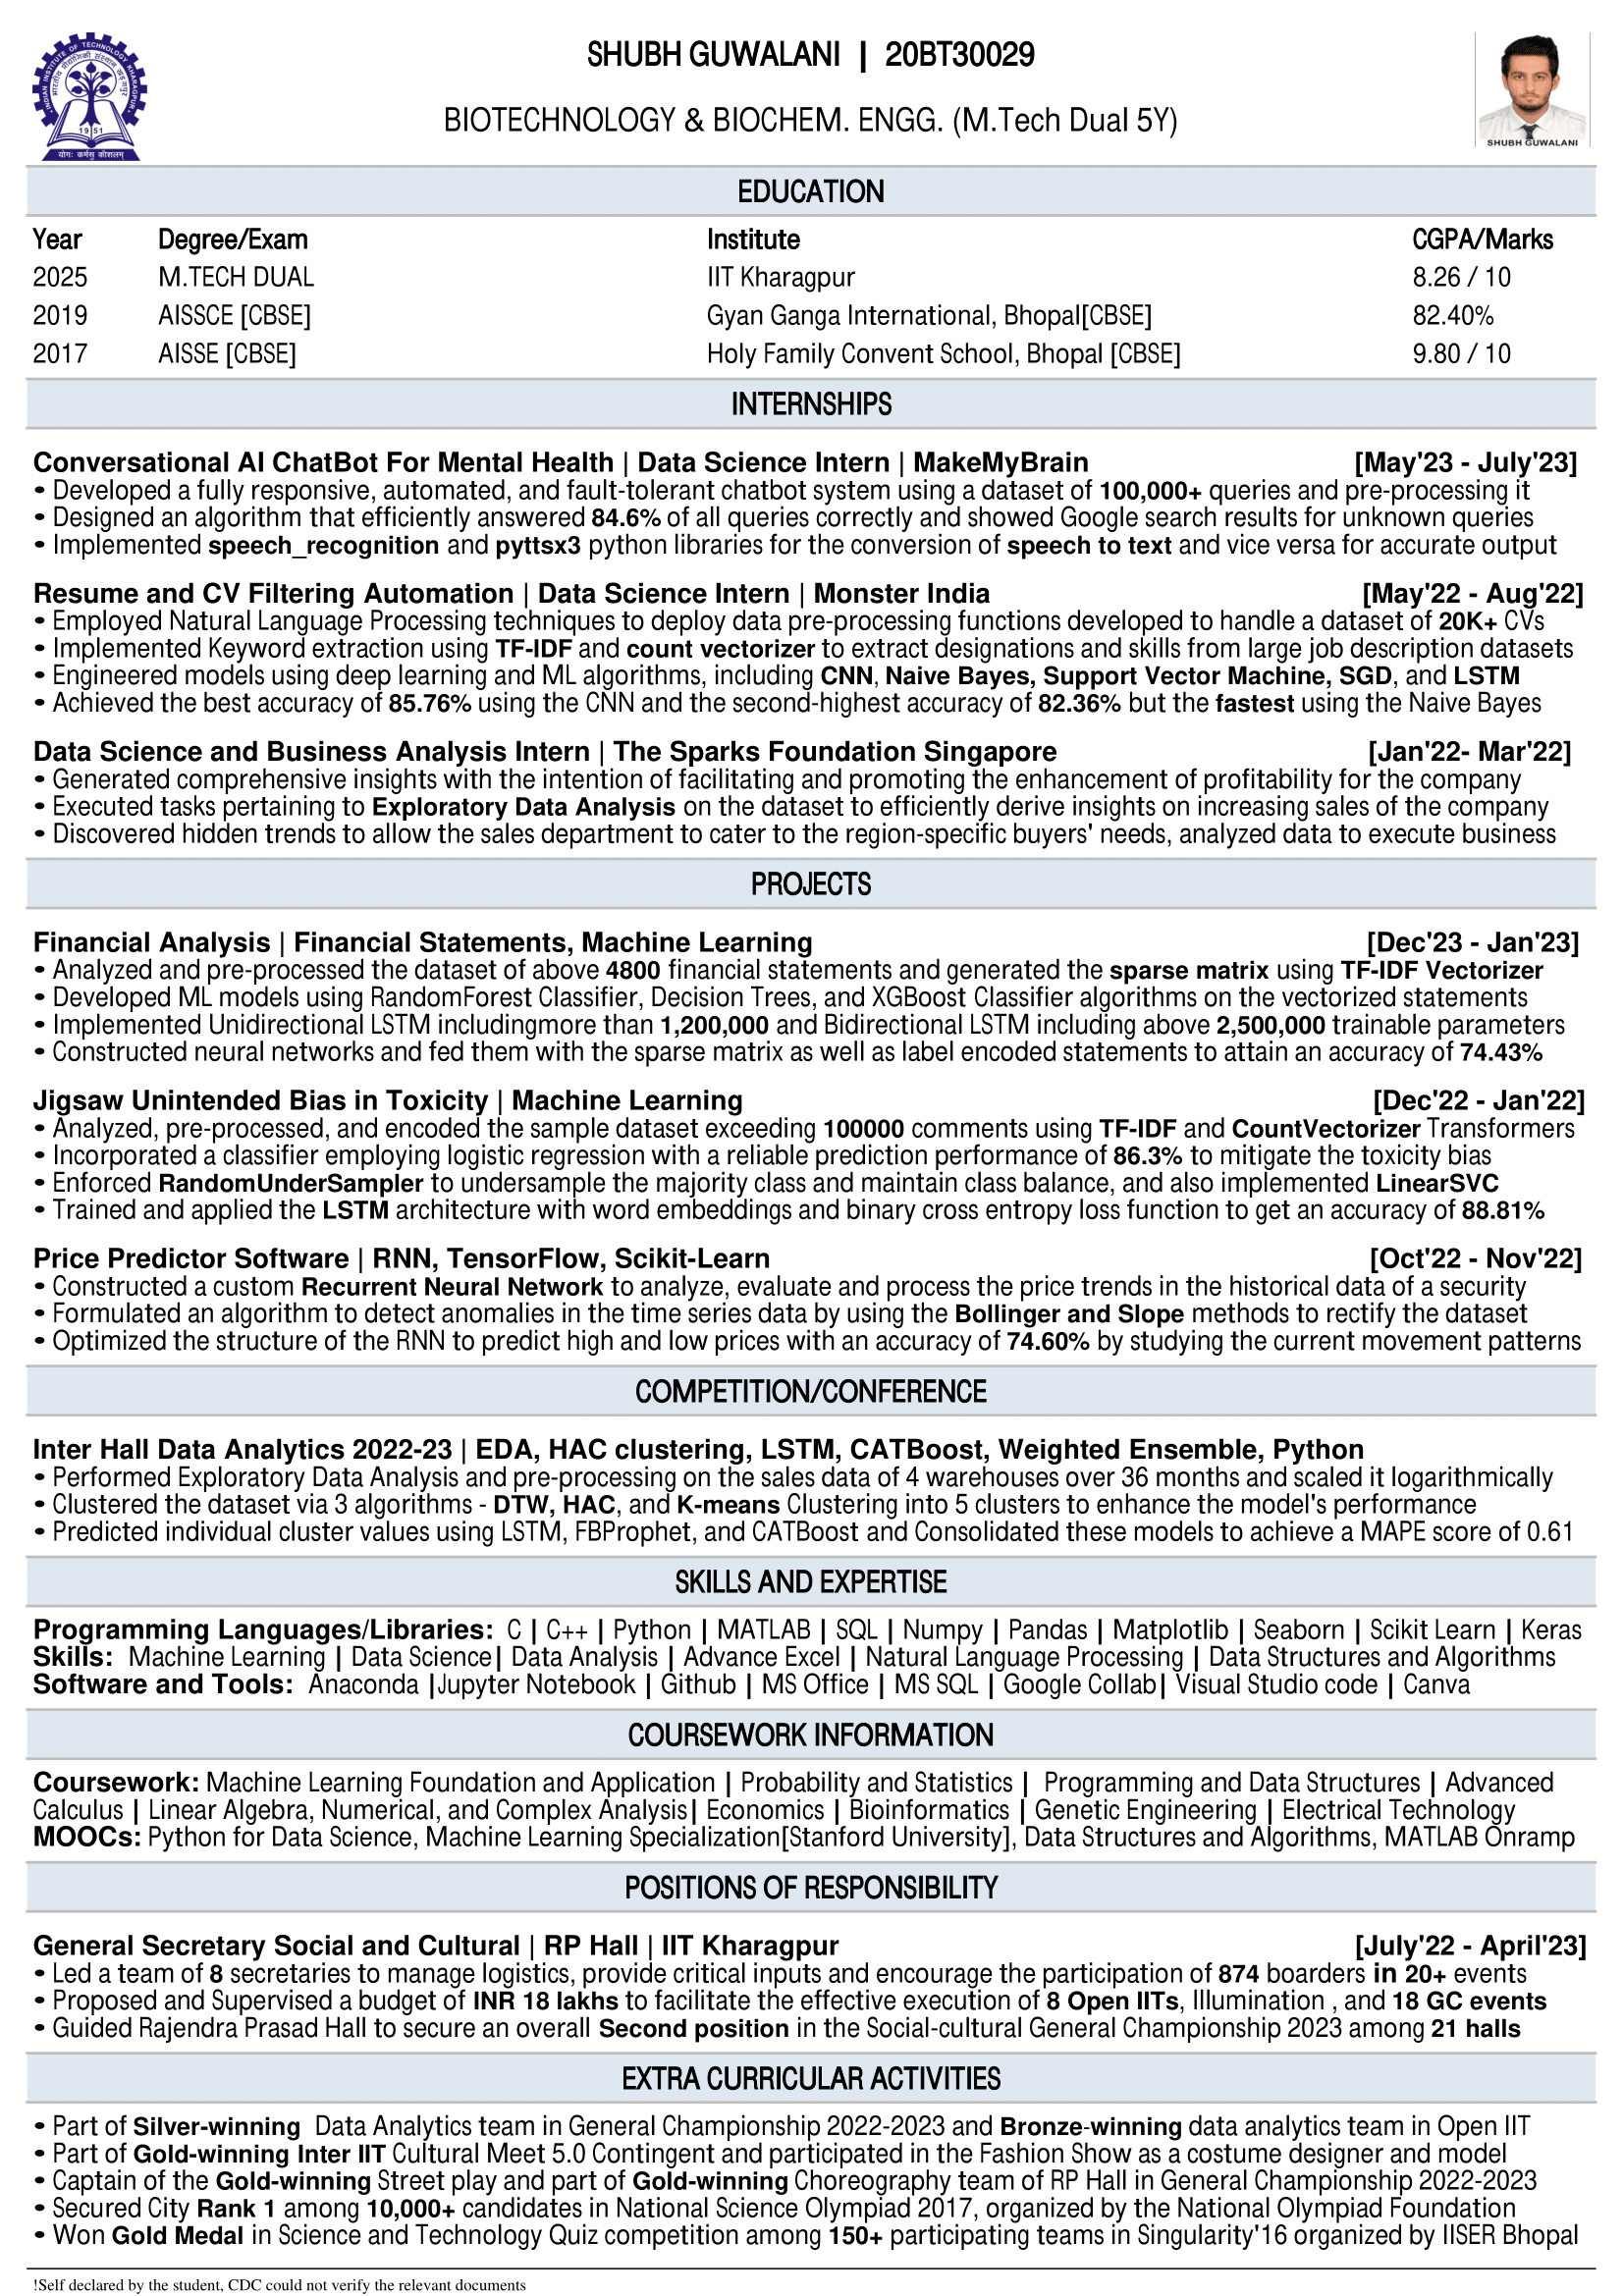 INDIAN INSTITUTE OF TECHNOLOGY KHARAGPUR
1951
योगः कर्मसु कौशलम्
SHUBH GUWALANI | 20BT30029
BIOTECHNOLOGY & BIOCHEM. ENGG. (M.Tech Dual 5Y)
SHUBH GUWALANI
EDUCATION
Year Degree/Exam Institute CGPA/Marks
2025 M.TECH DUAL IIT Kharagpur 8.26 / 10
2019 AISSCE [CBSE] Gyan Ganga International, Bhopal[CBSE] 82.40%
2017 AISSE [CBSE] Holy Family Convent School, Bhopal [CBSE] 9.80 / 10
INTERNSHIPS
Conversational AI ChatBot For Mental Health | Data Science Intern | MakeMyBrain [May'23 - July'23]
• Developed a fully responsive, automated, and fault-tolerant chatbot system using a dataset of 100,000+ queries and pre-processing it
• Designed an algorithm that efficiently answered 84.6% of all queries correctly and showed Google search results for unknown queries
• Implemented speech_recognition and pyttsx3 python libraries for the conversion of speech to text and vice versa for accurate output
Resume and CV Filtering Automation | Data Science Intern | Monster India [May'22 - Aug'22]
• Employed Natural Language Processing techniques to deploy data pre-processing functions developed to handle a dataset of 20K+ CVs
• Implemented Keyword extraction using TF-IDF and count vectorizer to extract designations and skills from large job description datasets
• Engineered models using deep learning and ML algorithms, including CNN, Naive Bayes, Support Vector Machine, SGD, and LSTM
• Achieved the best accuracy of 85.76% using the CNN and the second-highest accuracy of 82.36% but the fastest using the Naive Bayes
Data Science and Business Analysis Intern | The Sparks Foundation Singapore [Jan'22- Mar'22]
• Generated comprehensive insights with the intention of facilitating and promoting the enhancement of profitability for the company
• Executed tasks pertaining to Exploratory Data Analysis on the dataset to efficiently derive insights on increasing sales of the company
• Discovered hidden trends to allow the sales department to cater to the region-specific buyers' needs, analyzed data to execute business
PROJECTS
Financial Analysis | Financial Statements, Machine Learning [Dec'23 - Jan'23]
• Analyzed and pre-processed the dataset of above 4800 financial statements and generated the sparse matrix using TF-IDF Vectorizer
• Developed ML models using RandomForest Classifier, Decision Trees, and XGBoost Classifier algorithms on the vectorized statements
• Implemented Unidirectional LSTM includingmore than 1,200,000 and Bidirectional LSTM including above 2,500,000 trainable parameters
• Constructed neural networks and fed them with the sparse matrix as well as label encoded statements to attain an accuracy of 74.43%
Jigsaw Unintended Bias in Toxicity | Machine Learning [Dec'22 - Jan'22]
• Analyzed, pre-processed, and encoded the sample dataset exceeding 100000 comments using TF-IDF and CountVectorizer Transformers
• Incorporated a classifier employing logistic regression with a reliable prediction performance of 86.3% to mitigate the toxicity bias
• Enforced RandomUnderSampler to undersample the majority class and maintain class balance, and also implemented LinearSVC
• Trained and applied the LSTM architecture with word embeddings and binary cross entropy loss function to get an accuracy of 88.81%
Price Predictor Software | RNN, TensorFlow, Scikit-Learn [Oct'22 - Nov'22]
• Constructed a custom Recurrent Neural Network to analyze, evaluate and process the price trends in the historical data of a security
• Formulated an algorithm to detect anomalies in the time series data by using the Bollinger and Slope methods to rectify the dataset
• Optimized the structure of the RNN to predict high and low prices with an accuracy of 74.60% by studying the current movement patterns
COMPETITION/CONFERENCE
Inter Hall Data Analytics 2022-23 | EDA, HAC clustering, LSTM, CATBoost, Weighted Ensemble, Python
• Performed Exploratory Data Analysis and pre-processing on the sales data of 4 warehouses over 36 months and scaled it logarithmically
• Clustered the dataset via 3 algorithms - DTW, HAC, and K-means Clustering into 5 clusters to enhance the model's performance
• Predicted individual cluster values using LSTM, FBProphet, and CATBoost and Consolidated these models to achieve a MAPE score of 0.61
SKILLS AND EXPERTISE
Programming Languages/Libraries: C | C++ | Python | MATLAB | SQL | Numpy | Pandas | Matplotlib | Seaborn | Scikit Learn | Keras
Skills: Machine Learning | Data Science| Data Analysis | Advance Excel | Natural Language Processing | Data Structures and Algorithms
Software and Tools: Anaconda |Jupyter Notebook | Github | MS Office | MS SQL | Google Collab| Visual Studio code | Canva
COURSEWORK INFORMATION
Coursework: Machine Learning Foundation and Application | Probability and Statistics | Programming and Data Structures | Advanced
Calculus | Linear Algebra, Numerical, and Complex Analysis| Economics | Bioinformatics | Genetic Engineering | Electrical Technology
MOOCs: Python for Data Science, Machine Learning Specialization[Stanford University], Data Structures and Algorithms, MATLAB Onramp
POSITIONS OF RESPONSIBILITY
General Secretary Social and Cultural | RP Hall | IIT Kharagpur [July'22 - April'23]
• Led a team of 8 secretaries to manage logistics, provide critical inputs and encourage the participation of 874 boarders in 20+ events
• Proposed and Supervised a budget of INR 18 lakhs to facilitate the effective execution of 8 Open IITs, Illumination , and 18 GC events
• Guided Rajendra Prasad Hall to secure an overall Second position in the Social-cultural General Championship 2023 among 21 halls
EXTRA CURRICULAR ACTIVITIES
• Part of Silver-winning Data Analytics team in General Championship 2022-2023 and Bronze-winning data analytics team in Open IIT
• Part of Gold-winning Inter IIT Cultural Meet 5.0 Contingent and participated in the Fashion Show as a costume designer and model
• Captain of the Gold-winning Street play and part of Gold-winning Choreography team of RP Hall in General Championship 2022-2023
• Secured City Rank 1 among 10,000+ candidates in National Science Olympiad 2017, organized by the National Olympiad Foundation
• Won Gold Medal in Science and Technology Quiz competition among 150+ participating teams in Singularity'16 organized by IISER Bhopal
!Self declared by the student, CDC could not verify the relevant documents